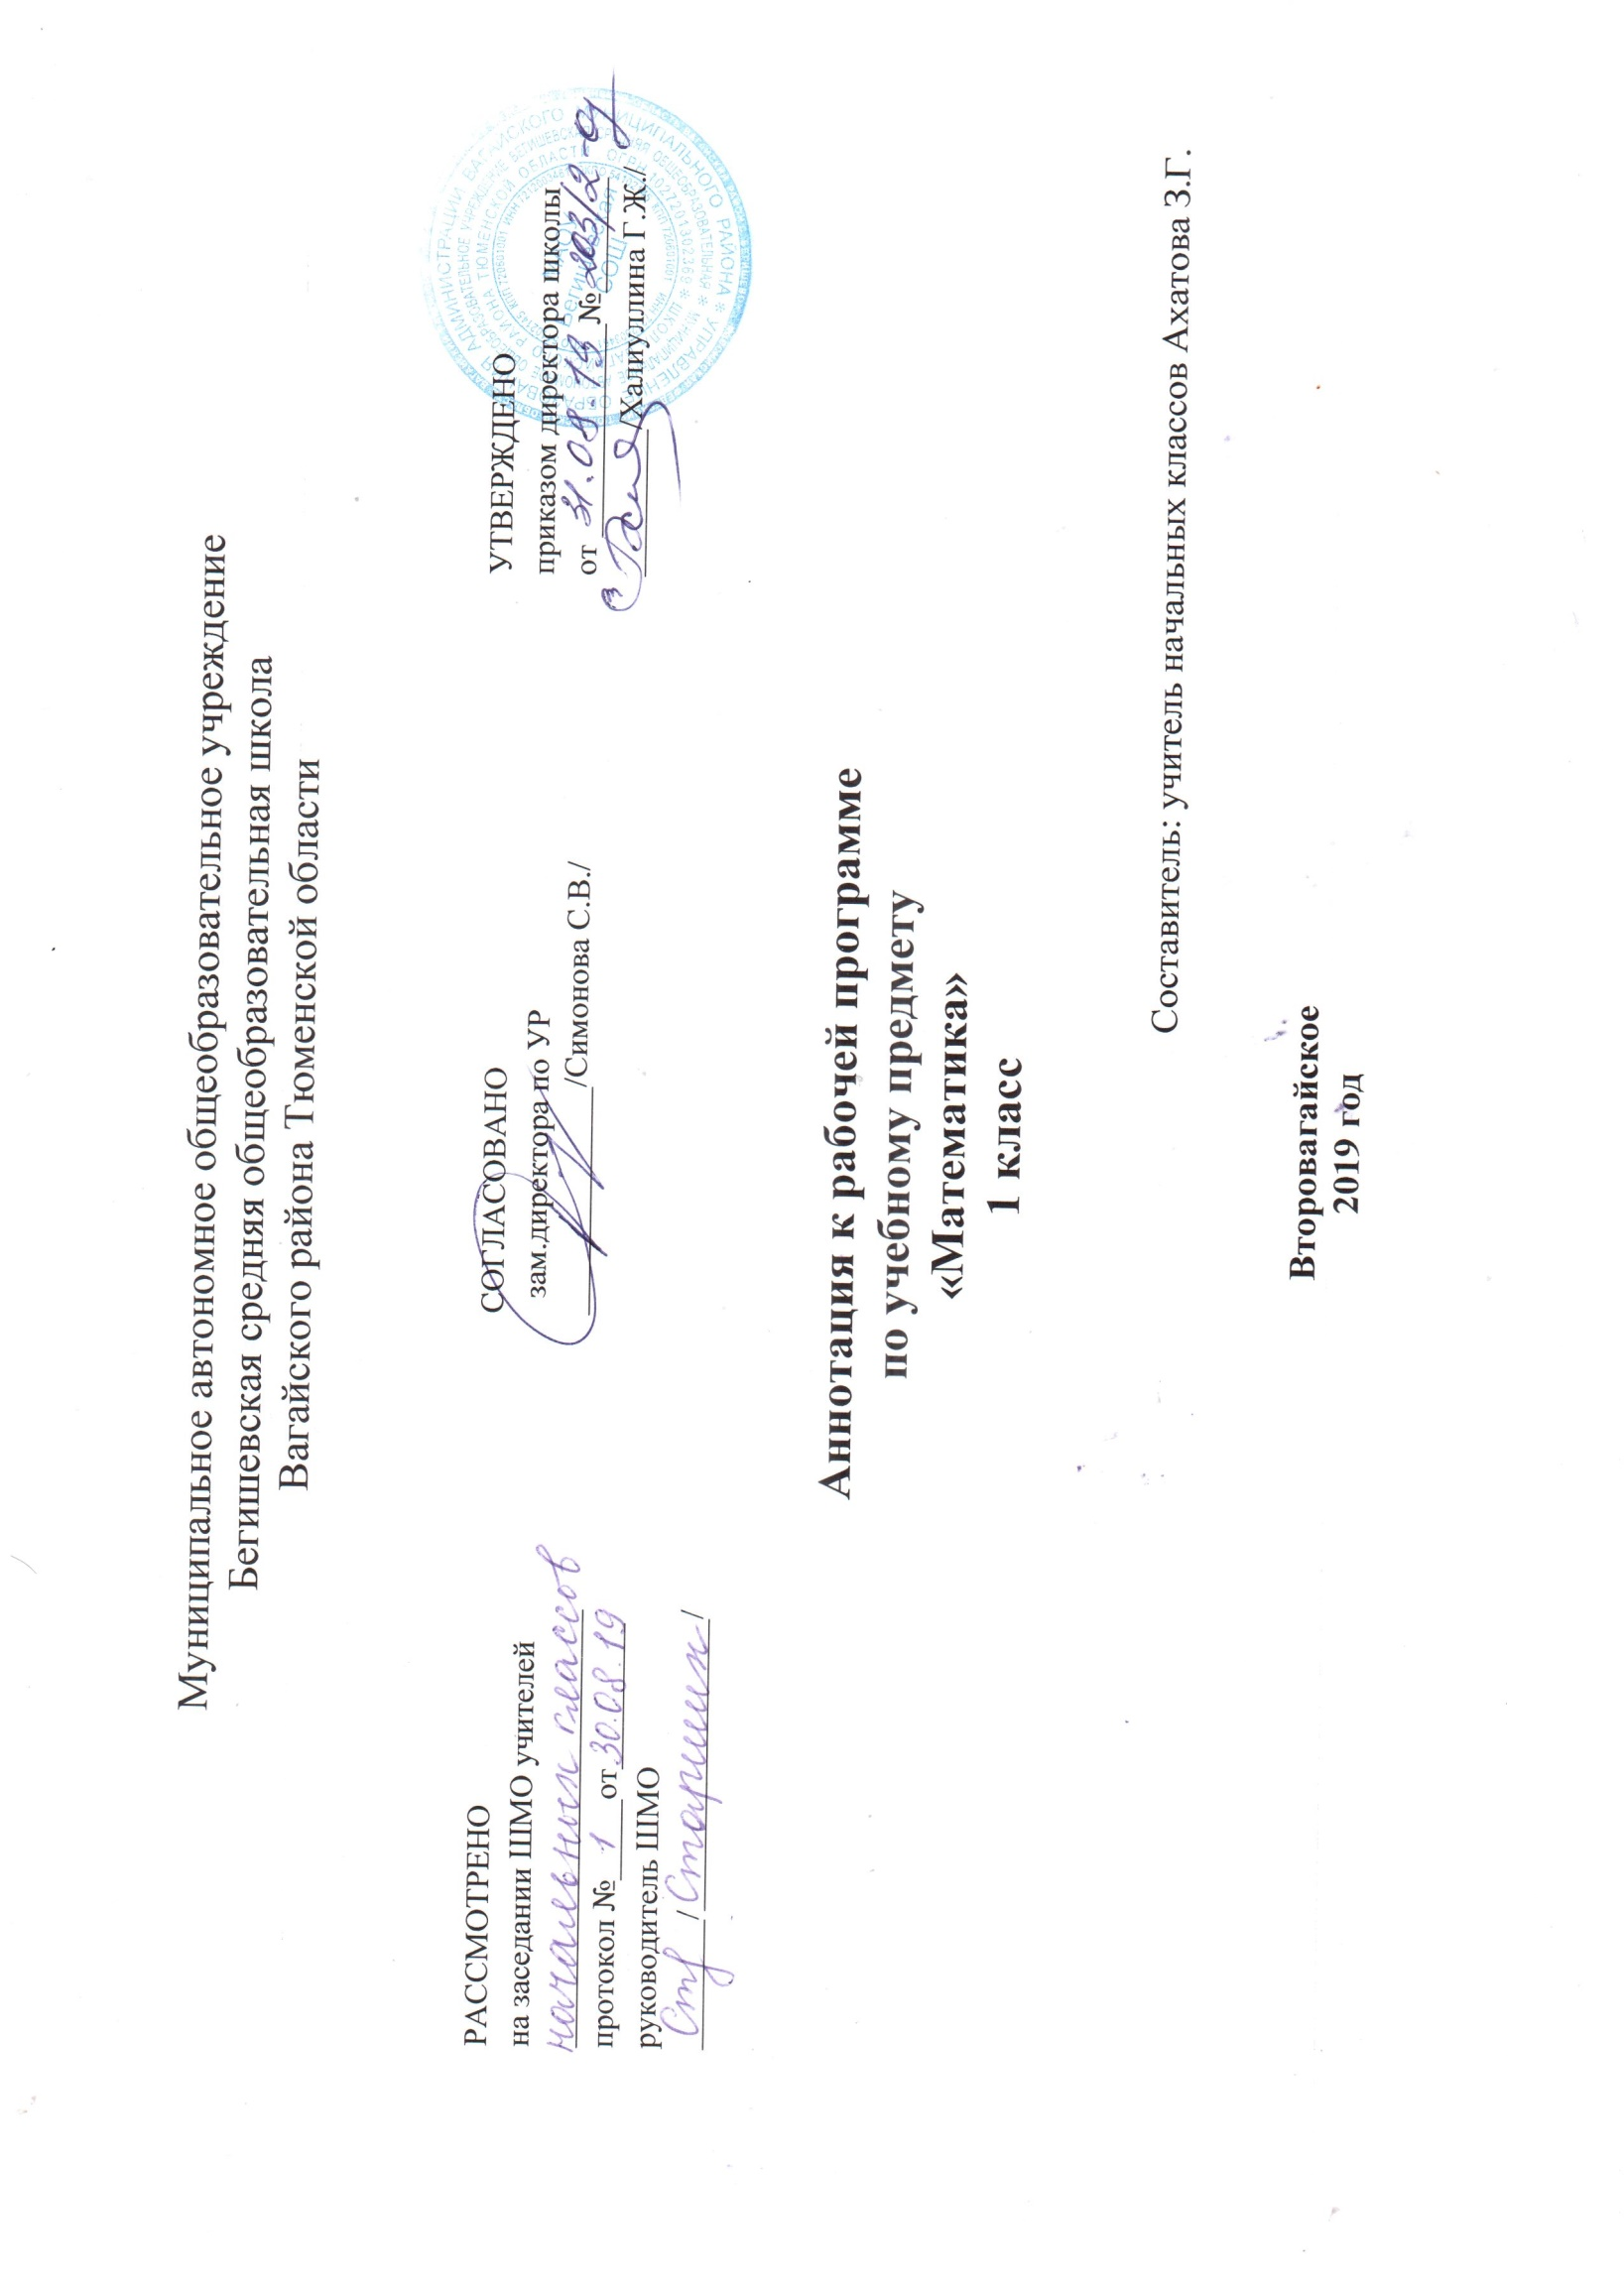 Муниципальное автономное общеобразовательное учреждение
Бегишевская средняя общеобразовательная школа
Вагайского района Тюменской области
РАССМОТРЕНО
на заседании ШМО учителей
начальных классов
протокол № 1 от 30.08.19
руководитель ШМО
/ /
СОГЛАСОВАНО
зам.директора по УР
/Симонова С.В./
УТВЕРЖДЕНО
приказом директора школы
от 31.08.19 № 203/2-о
/Халиуллина Г.Ж./
Аннотация к рабочей программе
по учебному предмету
«Математика»
1 класс
Составитель: учитель начальных классов Ахатова З.Г.
Второвагайское
2019 год